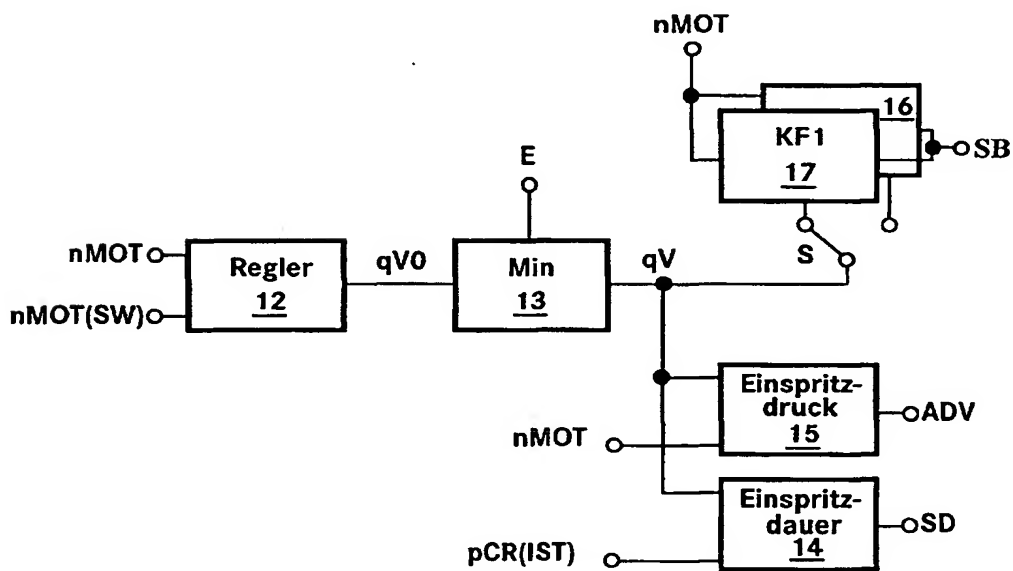 nMOT
16
KF1
17
SB
E
nMOT
Regler
12
nMOT(SW)
qV0
Min
13
qV
S
Einspritz-
druck
15
ADV
nMOT
Einspritz-
dauer
14
SD
pCR(IST)